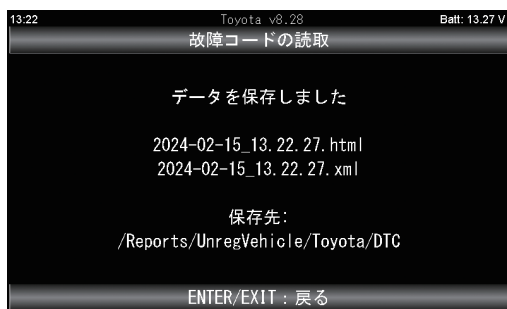 13:22 Toyota v8.28 Batt: 13.27 V
故障コードの読取
データを保存しました
2024-02-15_13.22.27.html
2024-02-15_13.22.27.xml
保存先:
/Reports/UnregVehicle/Toyota/DTC
ENTER/EXIT：戻る